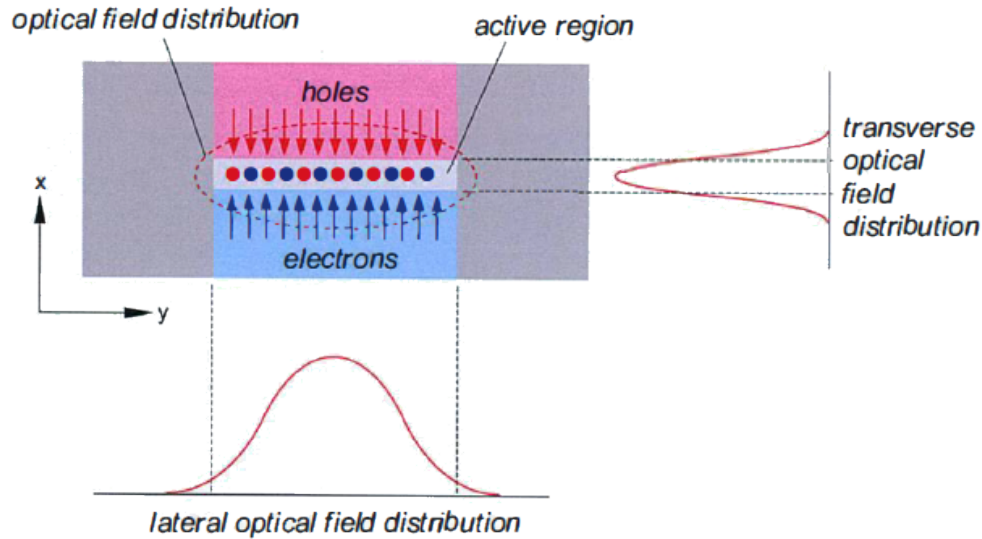 optical field distribution
active region
holes
x
transverse
optical
field
distribution
electrons
y
lateral optical field distribution